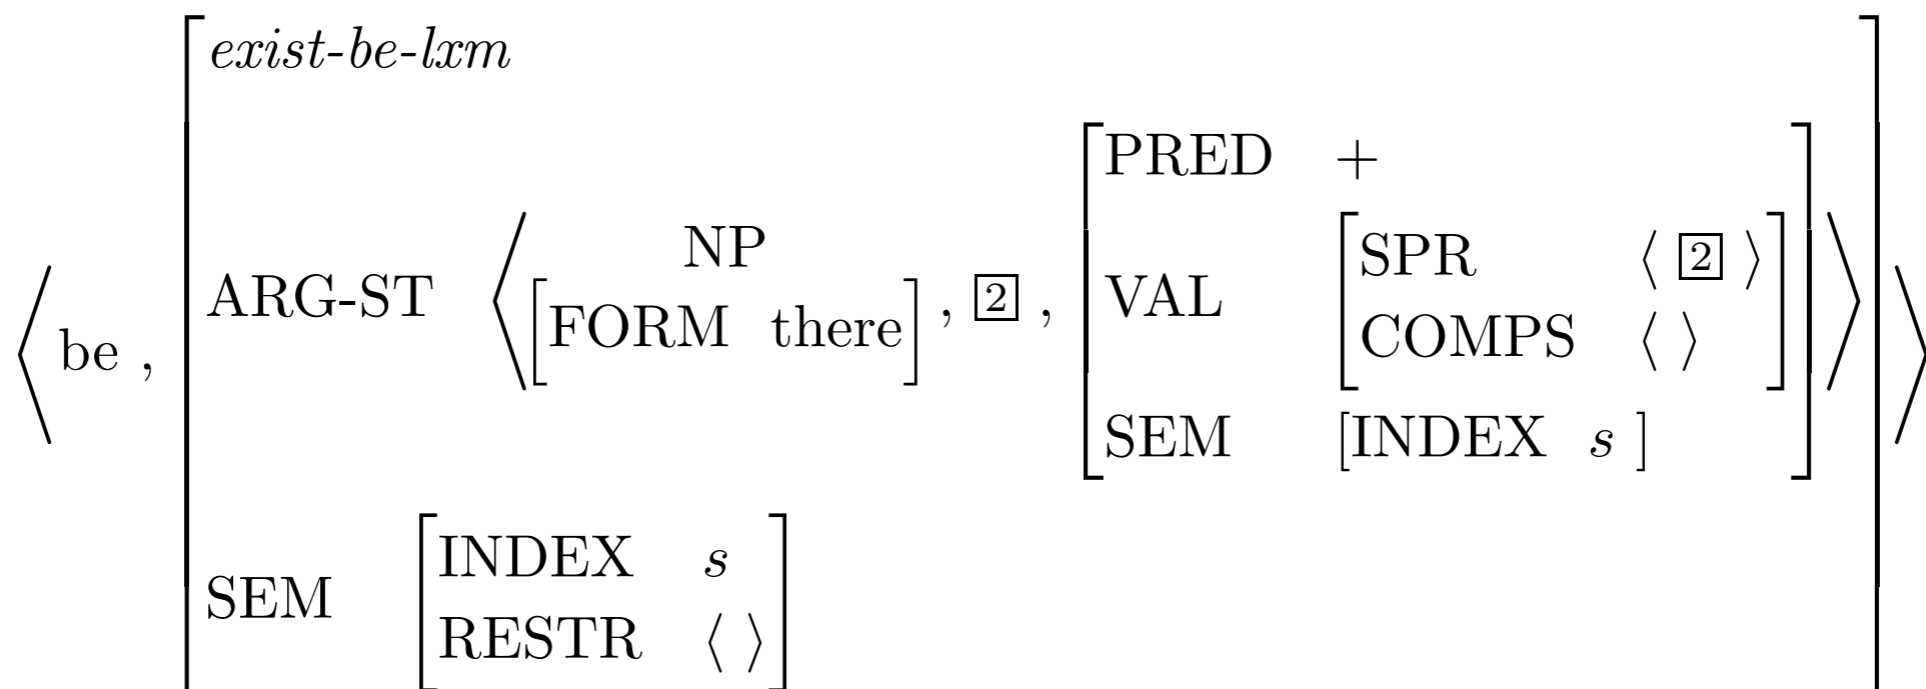 exist-be-lxm
PRED +
NP
SPR ⟨ 2 ⟩
⟨ be , ARG-ST ⟨ [FORM there] , 2 , VAL ⟩ ⟩
COMPS ⟨ ⟩
SEM [INDEX s ]
INDEX s
SEM
RESTR ⟨ ⟩